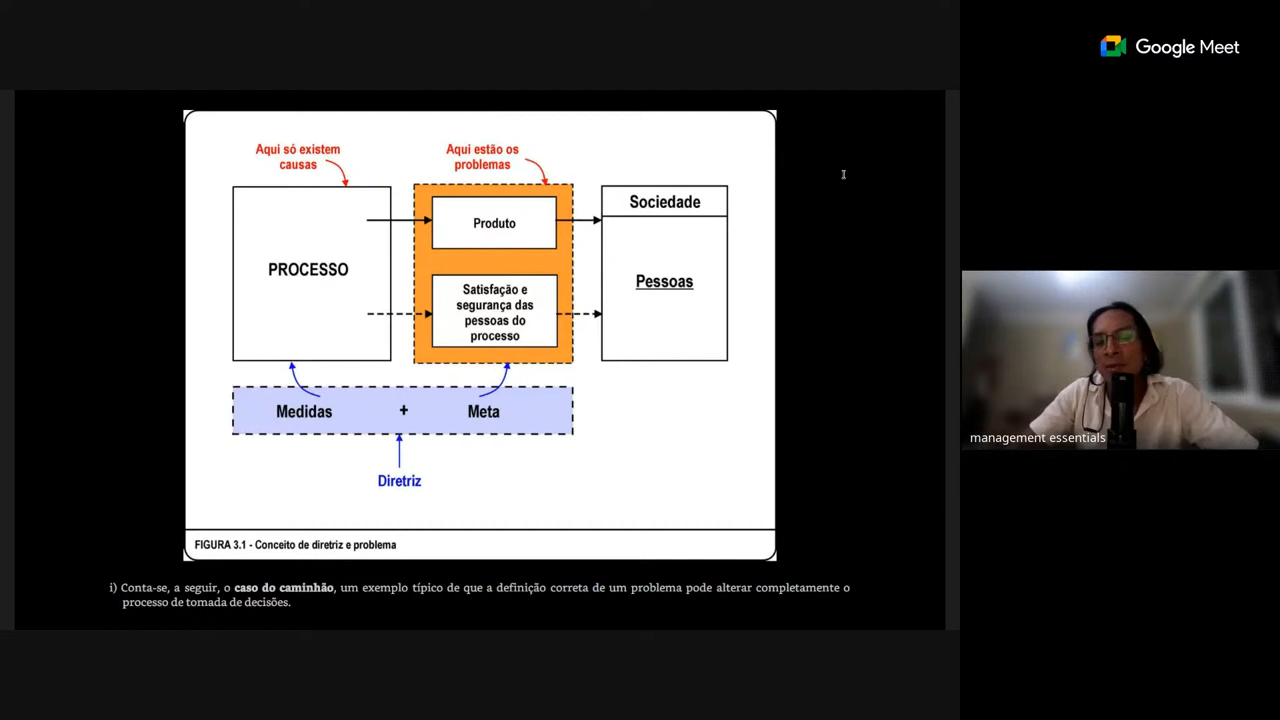 Google Meet
Aqui só existem
causas
Aqui estão os
problemas
PROCESSO
Produto
Satisfação e
segurança das
pessoas do
processo
Sociedade
Pessoas
Medidas + Meta
Diretriz
FIGURA 3.1 - Conceito de diretriz e problema
i) Conta-se, a seguir, o caso do caminhão, um exemplo típico de que a definição correta de um problema pode alterar completamente o
processo de tomada de decisões.
management essentials